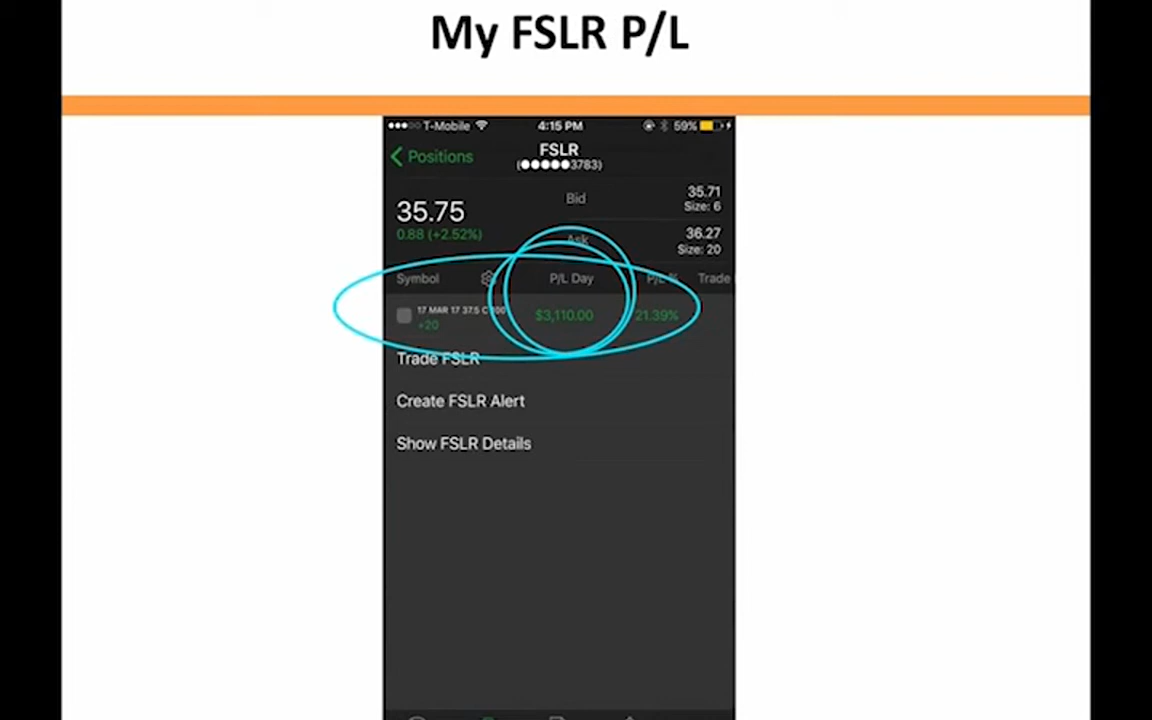 My FSLR P/L
T-Mobile 4:15 PM 59%
Positions FSLR
(●●●●●3783)
35.75 Bid 35.71
Size: 6
0.88 (+2.52%) Ask 36.27
Size: 20
Symbol P/L Day P/L % Trade
17 MAR 17 37.5 C 100 $3,110.00 21.39%
+20
Trade FSLR
Create FSLR Alert
Show FSLR Details